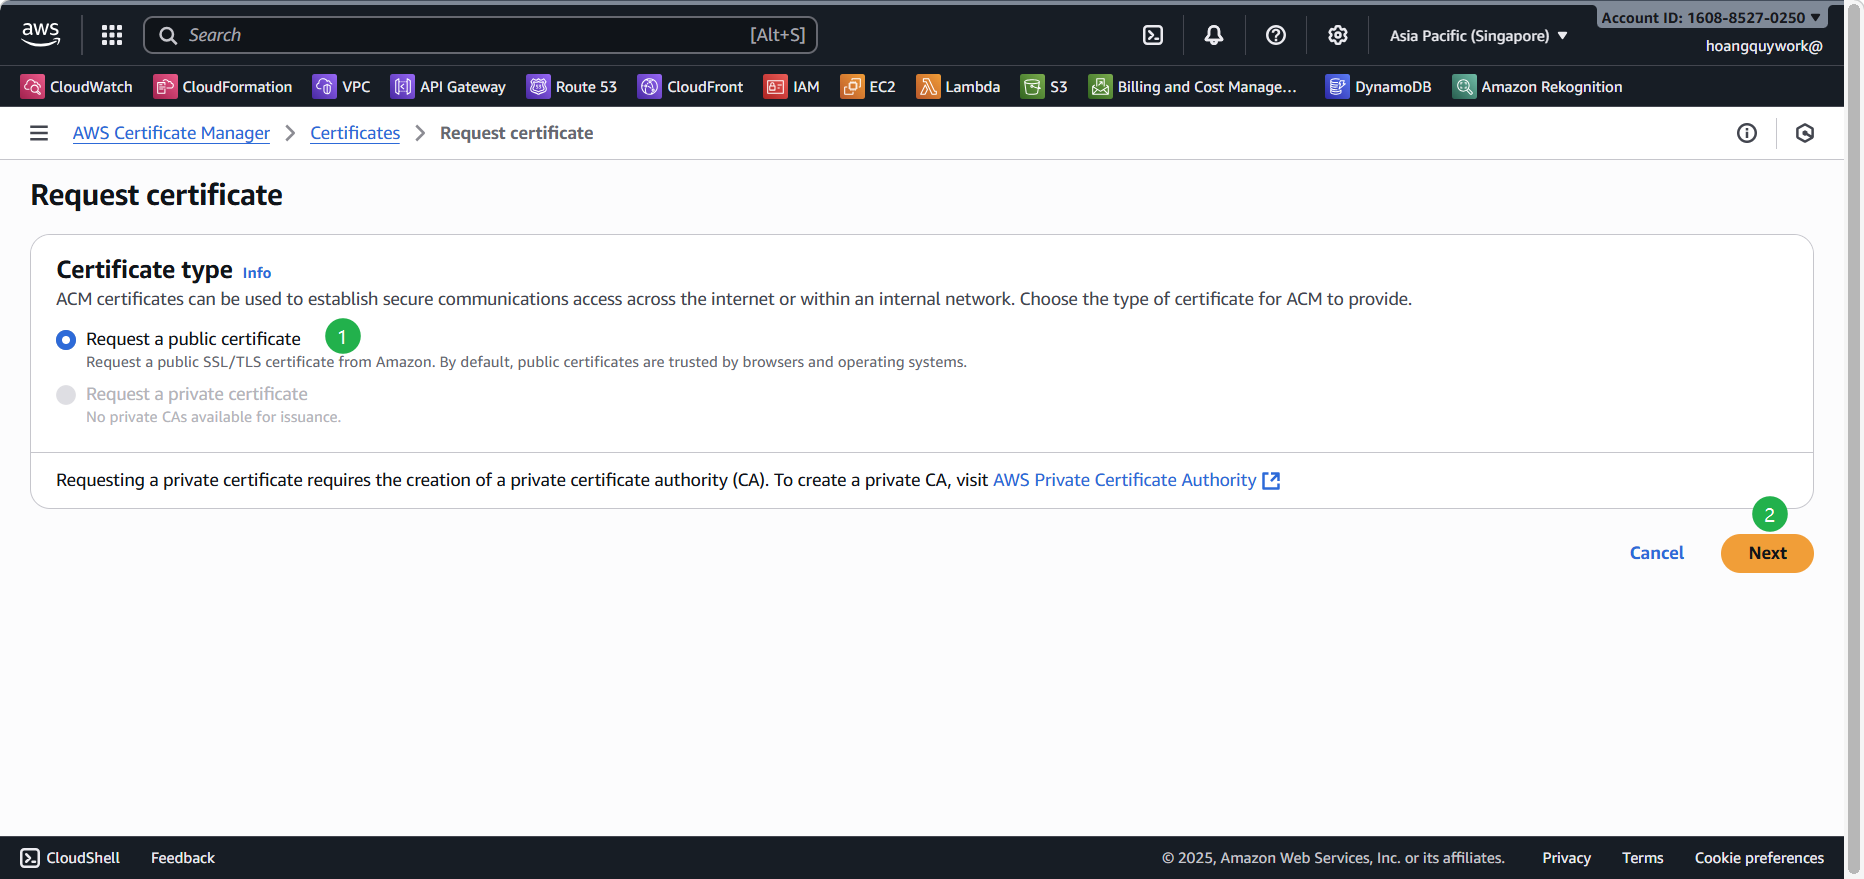 aws
Search [Alt+S]
Asia Pacific (Singapore)
Account ID: 1608-8527-0250
hoangquywork@
CloudWatch CloudFormation VPC API Gateway Route 53 CloudFront IAM EC2 Lambda S3 Billing and Cost Manage... DynamoDB Amazon Rekognition
AWS Certificate Manager Certificates Request certificate
Request certificate
Certificate type Info
ACM certificates can be used to establish secure communications access across the internet or within an internal network. Choose the type of certificate for ACM to provide.
Request a public certificate 1
Request a public SSL/TLS certificate from Amazon. By default, public certificates are trusted by browsers and operating systems.
Request a private certificate
No private CAs available for issuance.
Requesting a private certificate requires the creation of a private certificate authority (CA). To create a private CA, visit AWS Private Certificate Authority
2
Cancel Next
CloudShell Feedback © 2025, Amazon Web Services, Inc. or its affiliates. Privacy Terms Cookie preferences